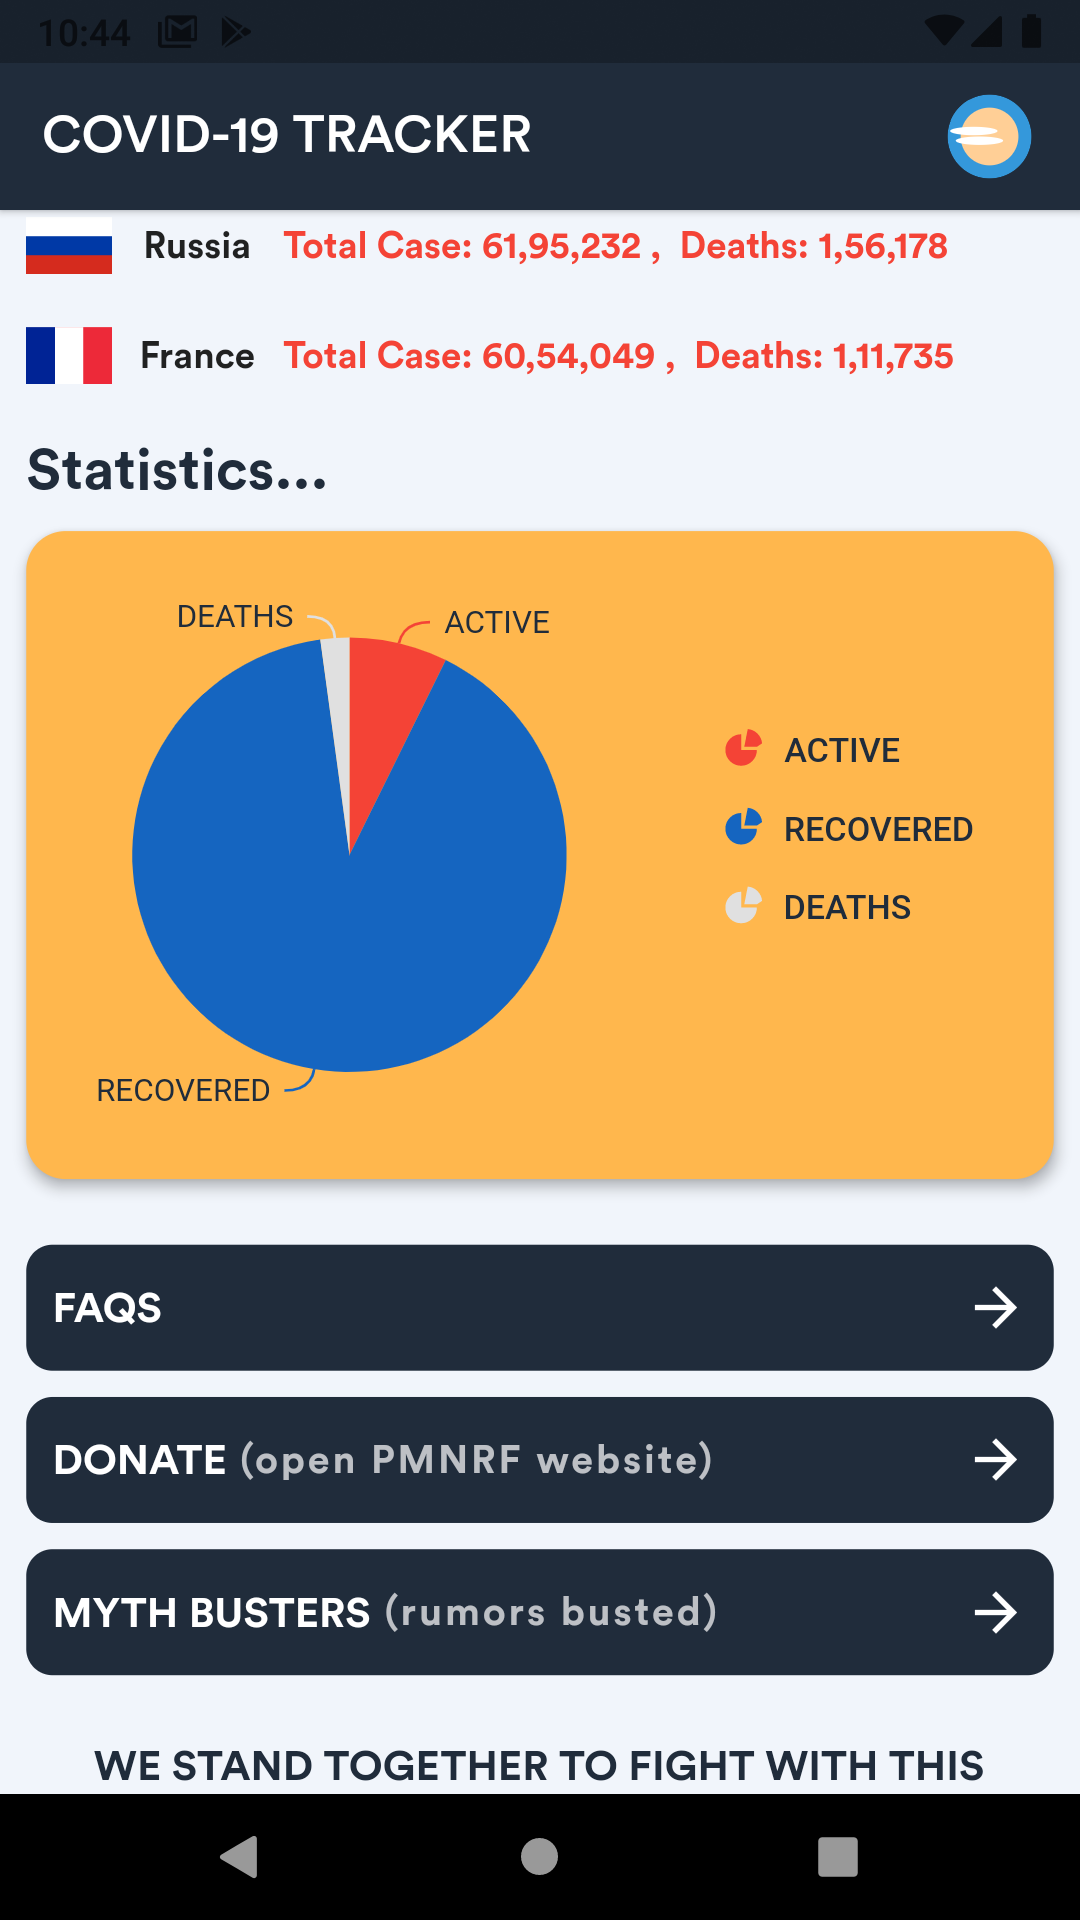 10:44
COVID-19 TRACKER
Russia Total Case: 61,95,232 , Deaths: 1,56,178
France Total Case: 60,54,049 , Deaths: 1,11,735
Statistics...
DEATHS ACTIVE
ACTIVE
RECOVERED
DEATHS
RECOVERED
FAQS
DONATE (open PMNRF website)
MYTH BUSTERS (rumors busted)
WE STAND TOGETHER TO FIGHT WITH THIS